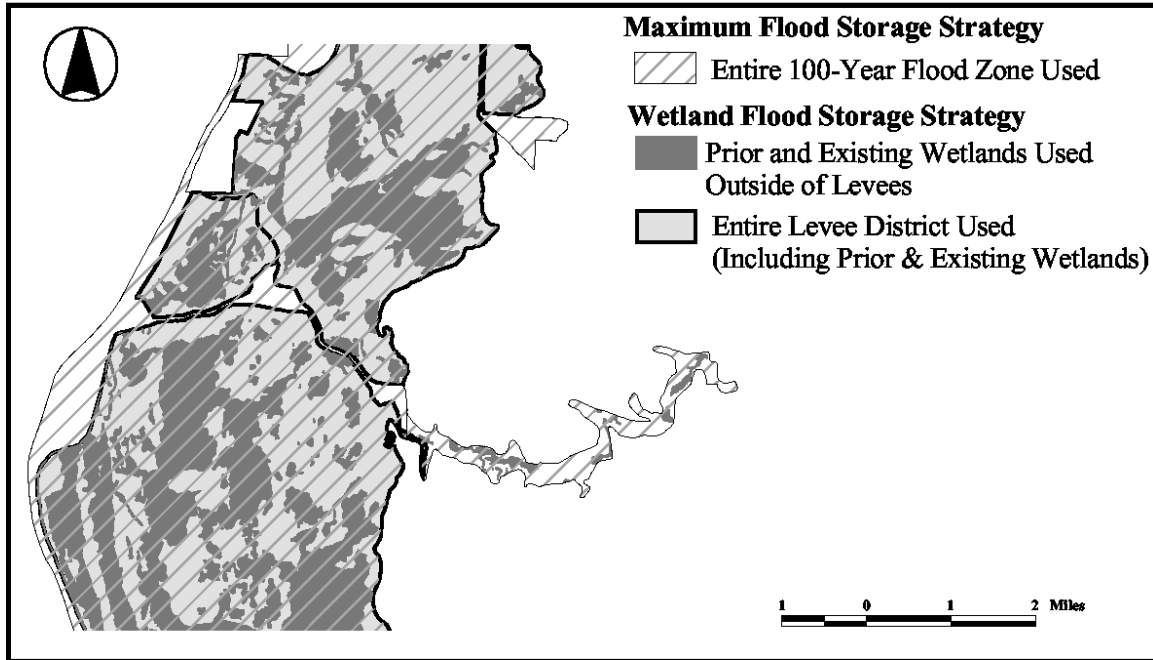 Maximum Flood Storage Strategy
Entire 100-Year Flood Zone Used
Wetland Flood Storage Strategy
Prior and Existing Wetlands Used
Outside of Levees
Entire Levee District Used
(Including Prior & Existing Wetlands)
1 0 1 2 Miles